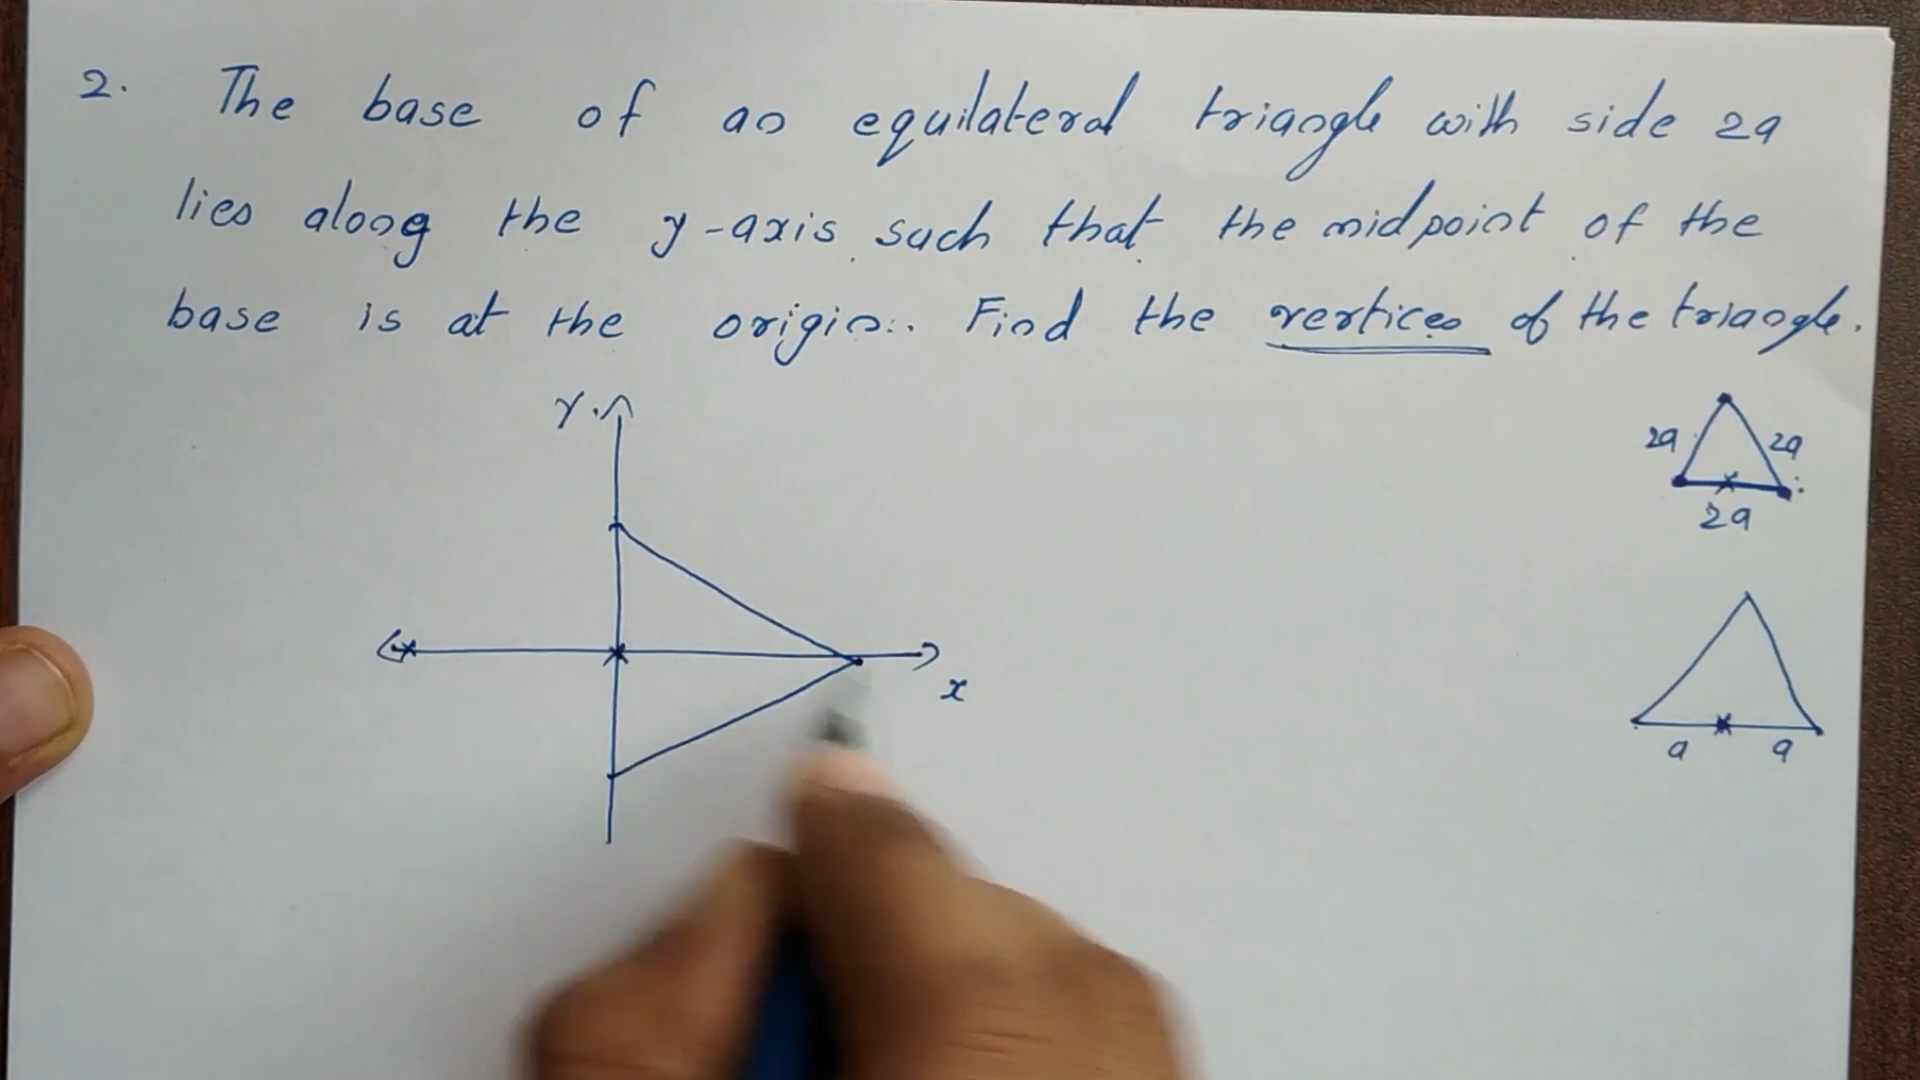 2. The base of an equilateral triangle with side 2a
lies along the y-axis such that the midpoint of the
base is at the origin. Find the vertices of the triangle.
Y
x
2a 2a
2a
a a